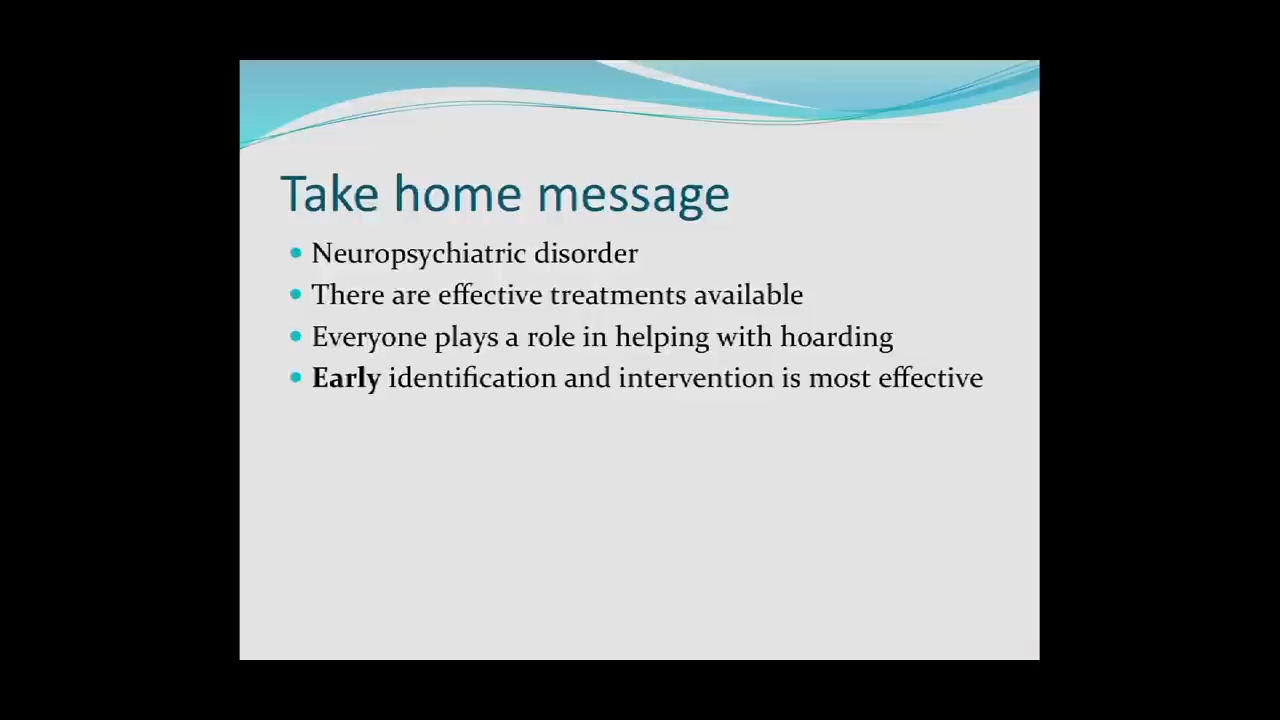 Take home message
Neuropsychiatric disorder
There are effective treatments available
Everyone plays a role in helping with hoarding
Early identification and intervention is most effective